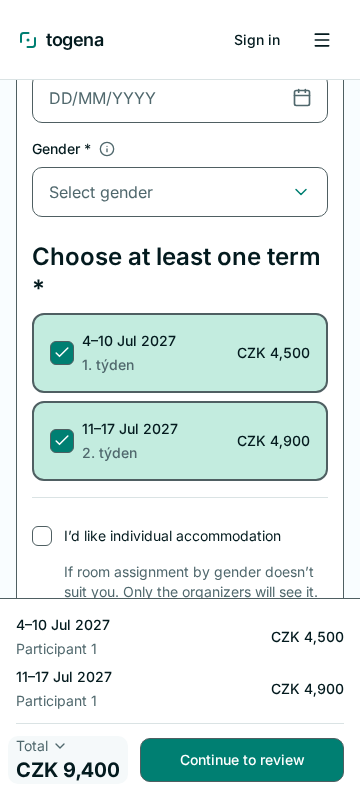 togena
Sign in
DD/MM/YYYY
Gender *
Select gender
Choose at least one term
*
4–10 Jul 2027
1. týden
CZK 4,500
11–17 Jul 2027
2. týden
CZK 4,900
I’d like individual accommodation
If room assignment by gender doesn’t
suit you. Only the organizers will see it.
4–10 Jul 2027
Participant 1
CZK 4,500
11–17 Jul 2027
Participant 1
CZK 4,900
Total
CZK 9,400
Continue to review